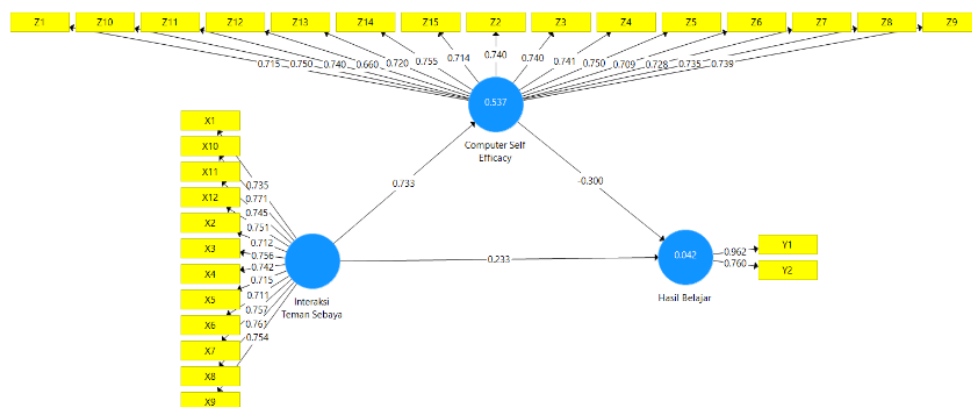 Z1 Z10 Z11 Z12 Z13 Z14 Z15 Z2 Z3 Z4 Z5 Z6 Z7 Z8 Z9
0.715 0.750 0.740 0.660 0.720 0.755 0.714 0.740 0.740 0.741 0.750 0.709 0.728 0.735 0.739
0.537
Computer Self
Efficacy
X1
X10
X11
X12
X2
X3
X4
X5
X6
X7
X8
X9
0.735
0.771
0.745
0.751
0.712
0.756
0.742
0.715
0.711
0.757
0.761
0.754
Interaksi
Teman Sebaya
0.733
-0.300
0.233
0.042
Hasil Belajar
0.962
0.760
Y1
Y2